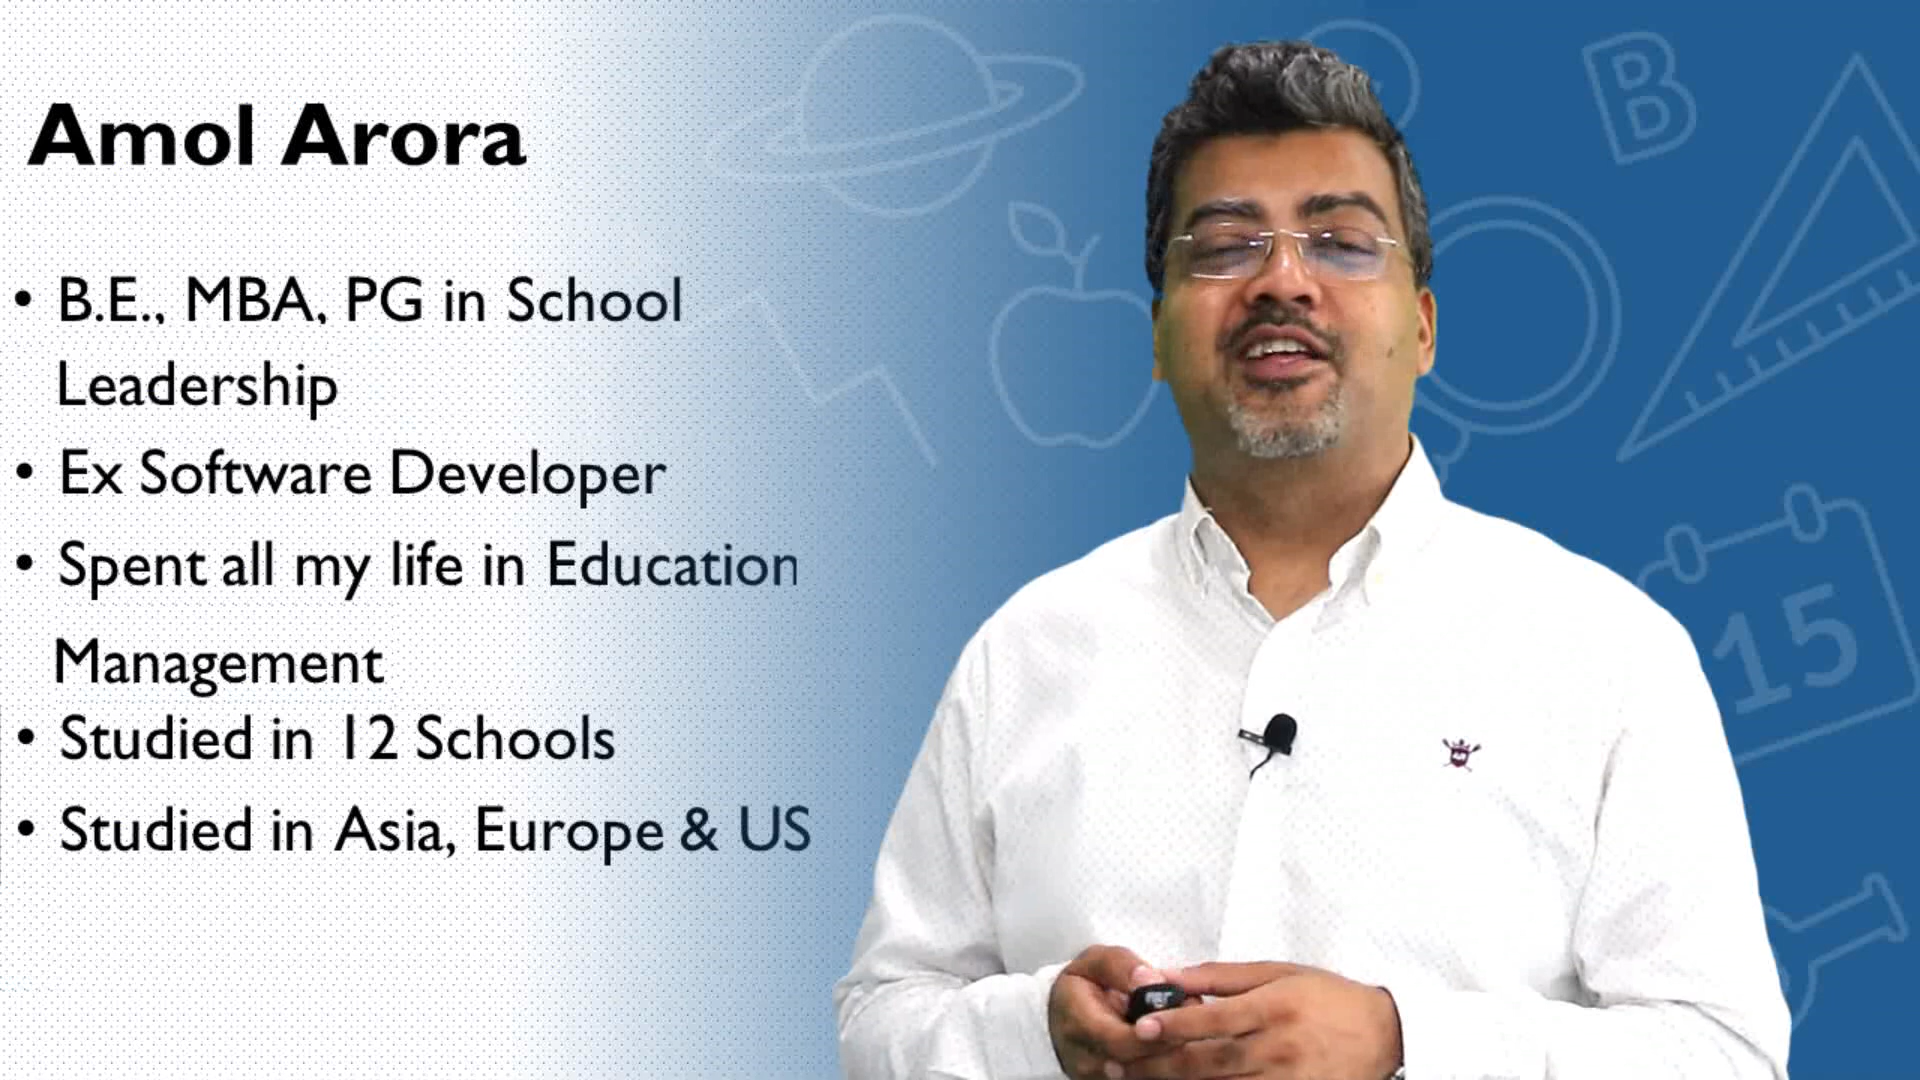 Amol Arora
• B.E., MBA, PG in School
Leadership
• Ex Software Developer
• Spent all my life in Education
Management
• Studied in 12 Schools
• Studied in Asia, Europe & US
B
15